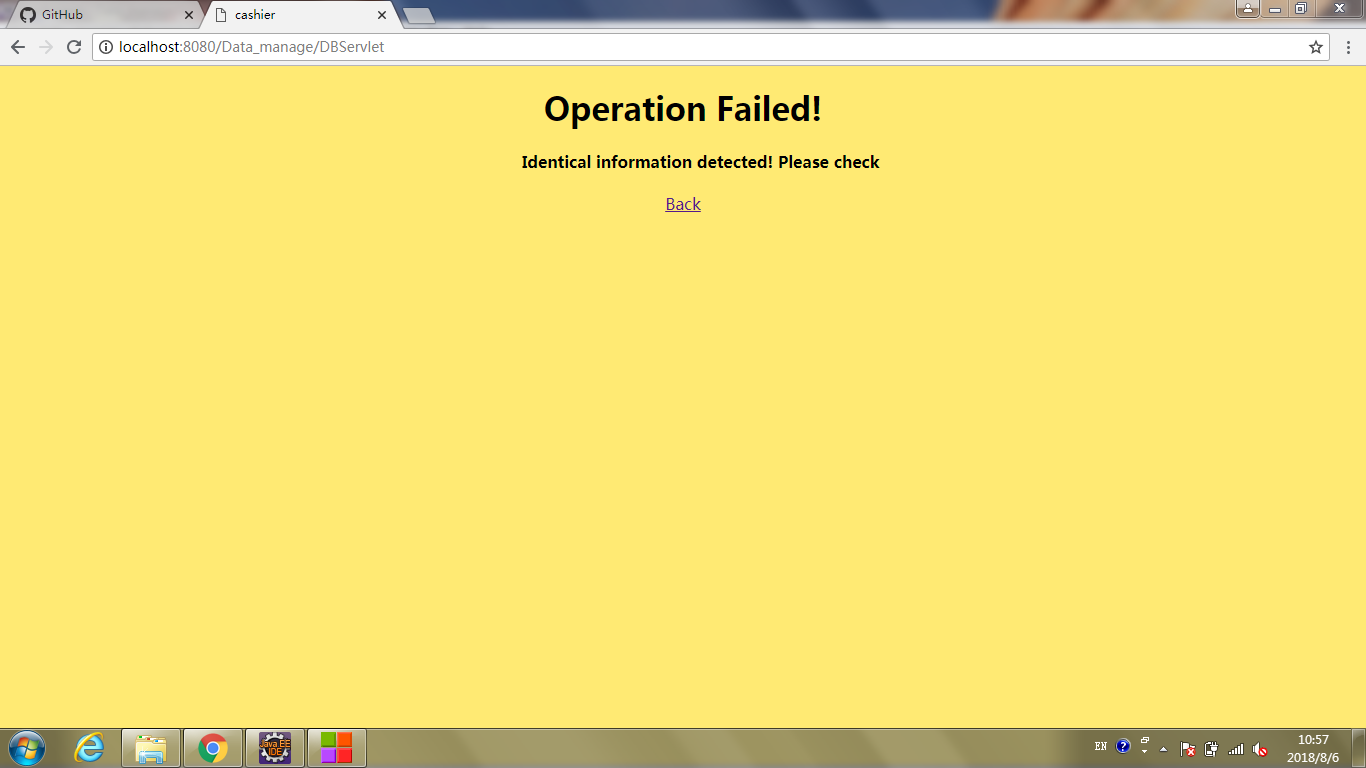 GitHub
cashier
localhost:8080/Data_manage/DBServlet
Operation Failed!
Identical information detected! Please check
Back
Java EE
IDE
EN
10:57
2018/8/6